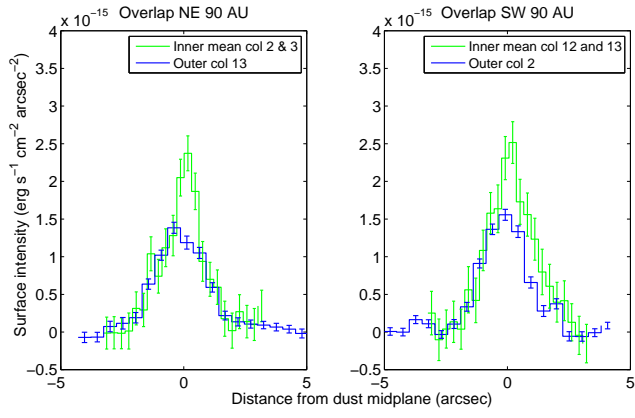 x 10⁻¹⁵ Overlap NE 90 AU
Inner mean col 2 & 3
Outer col 13
4
3.5
3
2.5
2
1.5
1
0.5
0
−0.5
−5 0 5
Surface intensity (erg s⁻¹ cm⁻² arcsec⁻²)
x 10⁻¹⁵ Overlap SW 90 AU
Inner mean col 12 and 13
Outer col 2
4
3.5
3
2.5
2
1.5
1
0.5
0
−0.5
−5 0 5
Distance from dust midplane (arcsec)